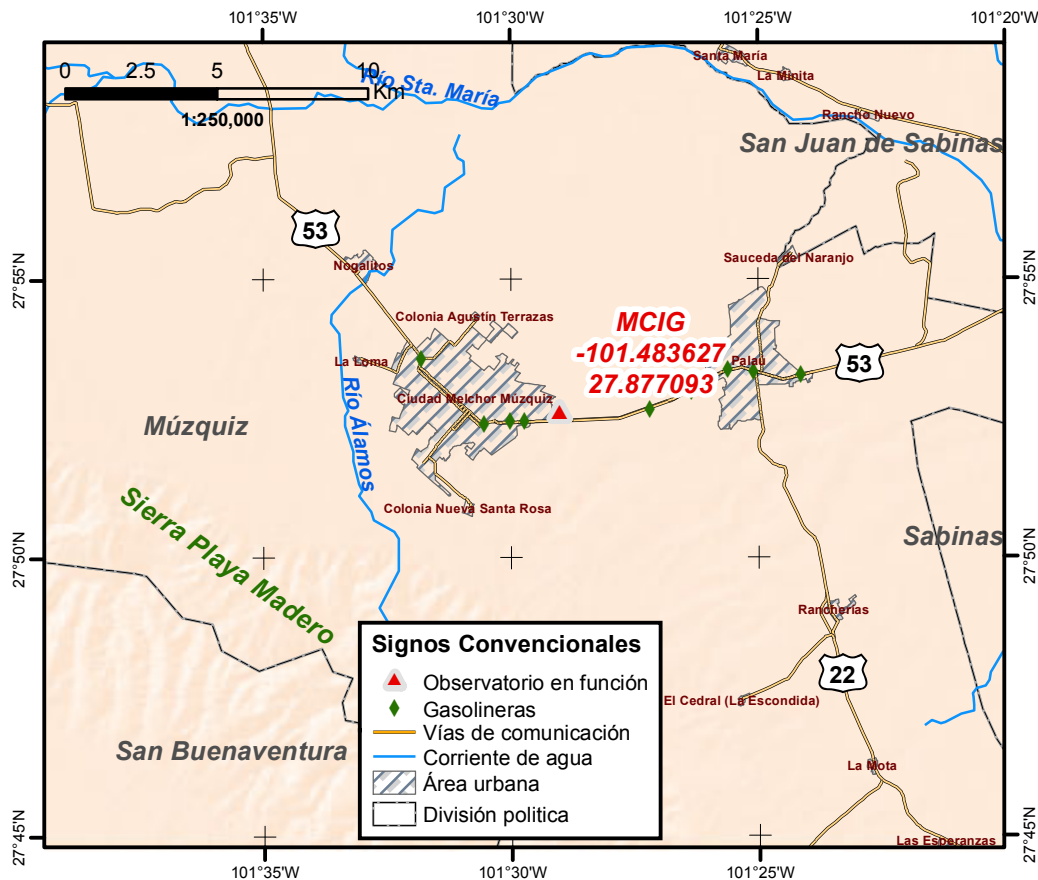 101°35'W
101°30'W
101°25'W
101°20'W
0 2.5 5 10
Km
1:250,000
Río Sta. María
Santa María
La Minita
Rancho Nuevo
San Juan de Sabinas
53
Nogalitos
Sauceda del Naranjo
27°55'N
27°55'N
Colonia Agustín Terrazas
MCIG
-101.483627
27.877093
La Loma
Palaú
53
Ciudad Melchor Múzquiz
Río Álamos
Múzquiz
Colonia Nueva Santa Rosa
Sierra Playa Madero
Sabinas
27°50'N
27°50'N
Rancherías
22
El Cedral (La Escondida)
San Buenaventura
La Mota
Las Esperanzas
Signos Convencionales
Observatorio en función
Gasolineras
Vías de comunicación
Corriente de agua
Área urbana
División politica
27°45'N
27°45'N
101°35'W
101°30'W
101°25'W